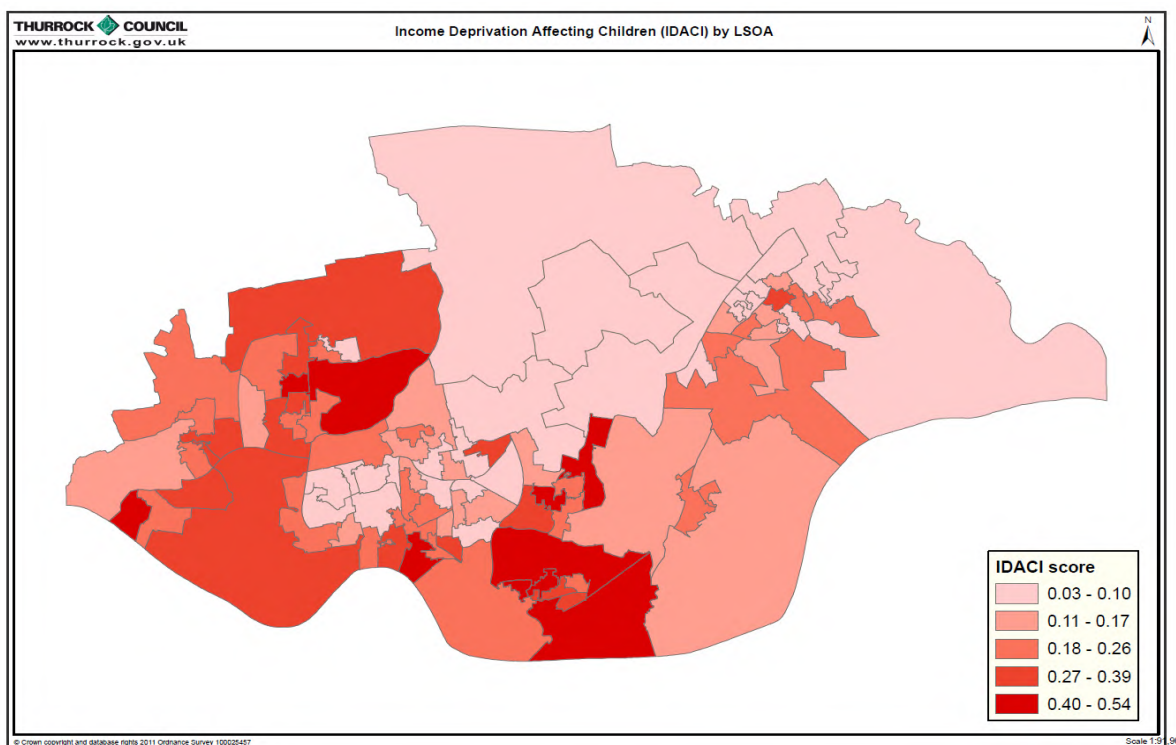 THURROCK COUNCIL
www.thurrock.gov.uk
Income Deprivation Affecting Children (IDACI) by LSOA
N
IDACI score
0.03 - 0.10
0.11 - 0.17
0.18 - 0.26
0.27 - 0.39
0.40 - 0.54
© Crown copyright and database rights 2011 Ordnance Survey 100025457
Scale